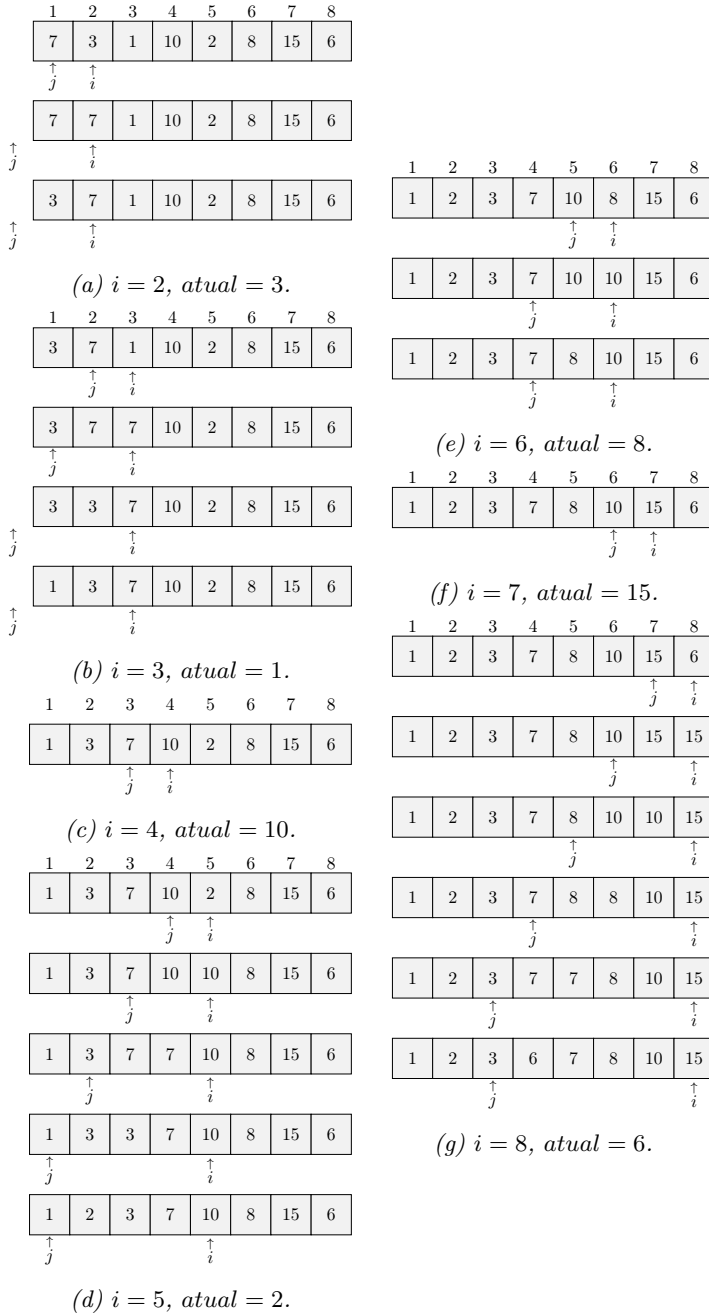 1 2 3 4 5 6 7 8
7 3 1 10 2 8 15 6
↑ ↑
j i
7 7 1 10 2 8 15 6
↑ ↑
j i
3 7 1 10 2 8 15 6
↑ ↑
j i
(a) i = 2, atual = 3.
1 2 3 4 5 6 7 8
3 7 1 10 2 8 15 6
↑ ↑
j i
3 7 7 10 2 8 15 6
↑ ↑
j i
3 3 7 10 2 8 15 6
↑ ↑
j i
1 3 7 10 2 8 15 6
↑ ↑
j i
(b) i = 3, atual = 1.
1 2 3 4 5 6 7 8
1 3 7 10 2 8 15 6
↑ ↑
j i
(c) i = 4, atual = 10.
1 2 3 4 5 6 7 8
1 3 7 10 2 8 15 6
↑ ↑
j i
1 3 7 10 10 8 15 6
↑ ↑
j i
1 3 7 7 10 8 15 6
↑ ↑
j i
1 3 3 7 10 8 15 6
↑ ↑
j i
1 2 3 7 10 8 15 6
↑ ↑
j i
(d) i = 5, atual = 2.
1 2 3 4 5 6 7 8
1 2 3 7 10 8 15 6
↑ ↑
j i
1 2 3 7 10 10 15 6
↑ ↑
j i
1 2 3 7 8 10 15 6
↑ ↑
j i
(e) i = 6, atual = 8.
1 2 3 4 5 6 7 8
1 2 3 7 8 10 15 6
↑ ↑
j i
(f) i = 7, atual = 15.
1 2 3 4 5 6 7 8
1 2 3 7 8 10 15 6
↑ ↑
j i
1 2 3 7 8 10 15 15
↑ ↑
j i
1 2 3 7 8 10 10 15
↑ ↑
j i
1 2 3 7 8 8 10 15
↑ ↑
j i
1 2 3 7 7 8 10 15
↑ ↑
j i
1 2 3 6 7 8 10 15
↑ ↑
j i
(g) i = 8, atual = 6.